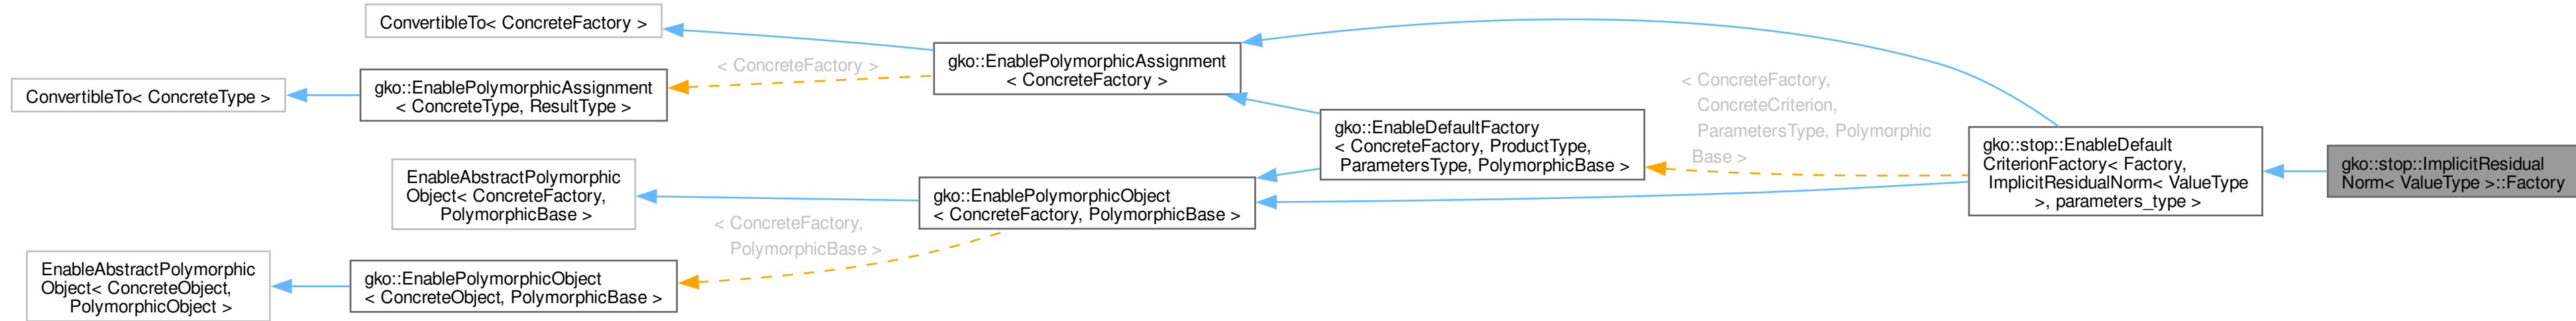 ConvertibleTo< ConcreteFactory >
gko::EnablePolymorphicAssignment
< ConcreteFactory >
< ConcreteFactory >
gko::EnablePolymorphicAssignment
< ConcreteType, ResultType >
ConvertibleTo< ConcreteType >
< ConcreteFactory,
ConcreteCriterion,
ParametersType, Polymorphic
Base >
gko::EnableDefaultFactory
< ConcreteFactory, ProductType,
ParametersType, PolymorphicBase >
gko::stop::EnableDefault
CriterionFactory< Factory,
ImplicitResidualNorm< ValueType
>, parameters_type >
gko::stop::ImplicitResidual
Norm< ValueType >::Factory
EnableAbstractPolymorphic
Object< ConcreteFactory,
PolymorphicBase >
gko::EnablePolymorphicObject
< ConcreteFactory, PolymorphicBase >
< ConcreteFactory,
PolymorphicBase >
EnableAbstractPolymorphic
Object< ConcreteObject,
PolymorphicObject >
gko::EnablePolymorphicObject
< ConcreteObject, PolymorphicBase >